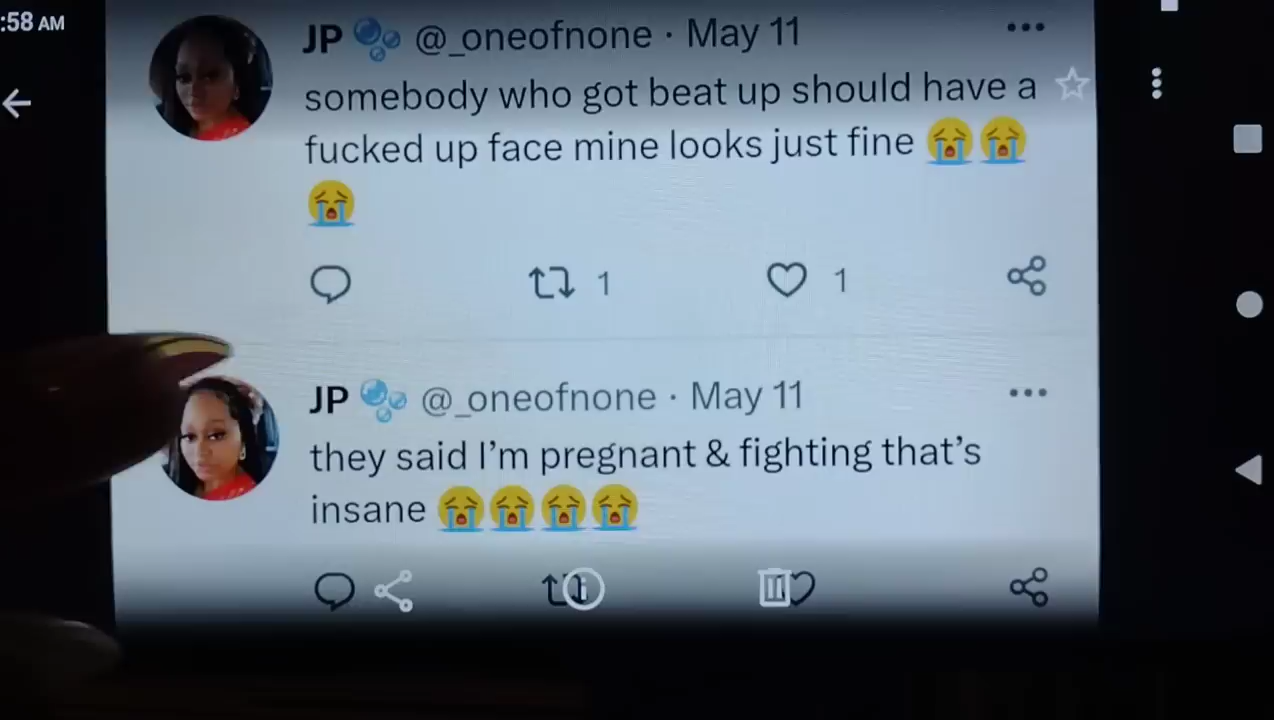 :58 AM
JP @_oneofnone · May 11
somebody who got beat up should have a
fucked up face mine looks just fine 😭😭
😭
1 1
JP @_oneofnone · May 11
they said I'm pregnant & fighting that's
insane 😭😭😭😭